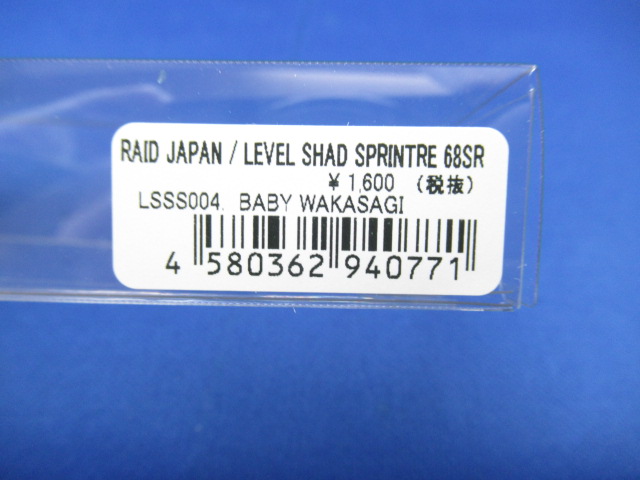 RAID JAPAN / LEVEL SHAD SPRINTRE 68SR
¥ 1,600 (税抜)
LSSS004. BABY WAKASAGI
4 580362 940771